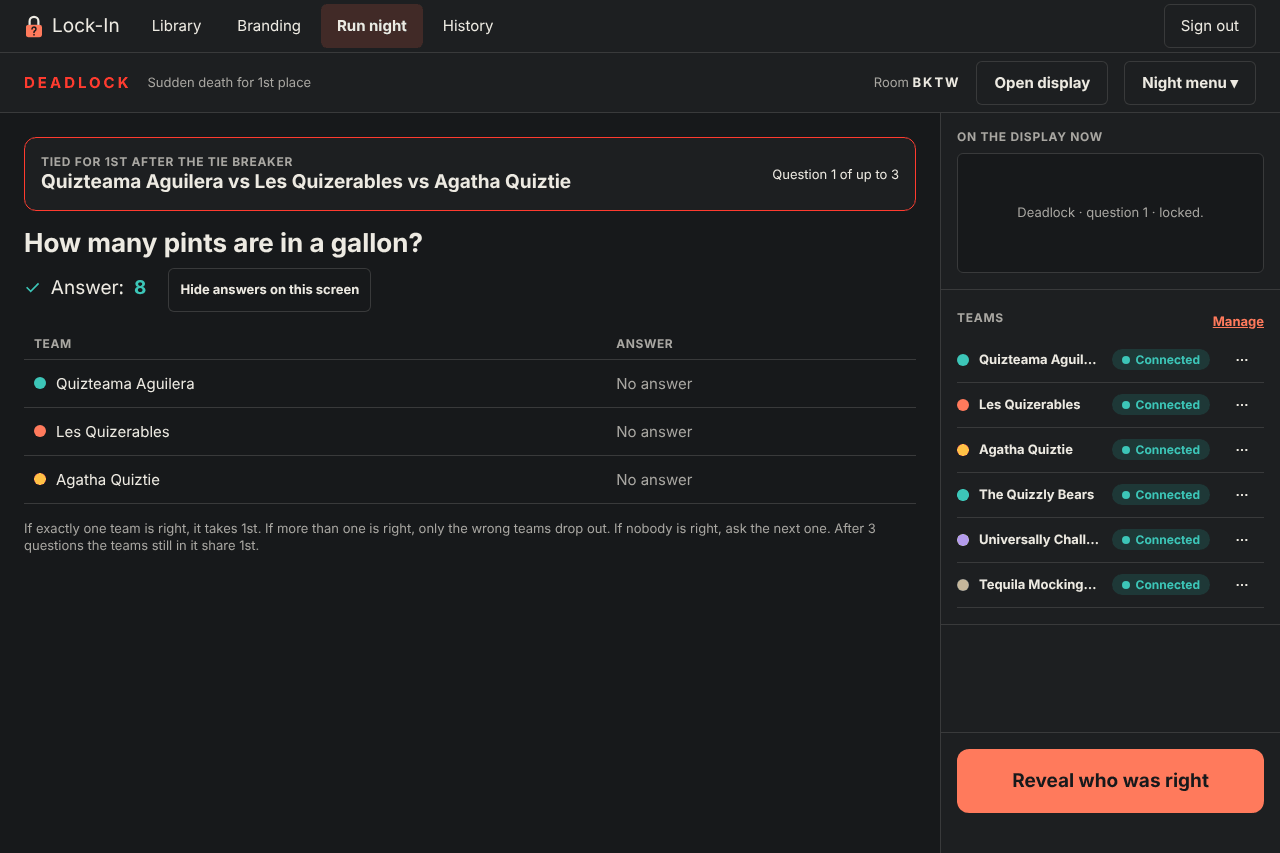 Lock-In
Library
Branding
Run night
History
Sign out
DEADLOCK
Sudden death for 1st place
Room BKTW
Open display
Night menu ▾
TIED FOR 1ST AFTER THE TIE BREAKER
Quizteama Aguilera vs Les Quizerables vs Agatha Quiztie
Question 1 of up to 3
How many pints are in a gallon?
Answer: 8
Hide answers on this screen
TEAM ANSWER
Quizteama Aguilera No answer
Les Quizerables No answer
Agatha Quiztie No answer
If exactly one team is right, it takes 1st. If more than one is right, only the wrong teams drop out. If nobody is right, ask the next one. After 3
questions the teams still in it share 1st.
ON THE DISPLAY NOW
Deadlock · question 1 · locked.
TEAMS
Manage
Quizteama Aguil... Connected ...
Les Quizerables Connected ...
Agatha Quiztie Connected ...
The Quizzly Bears Connected ...
Universally Chall... Connected ...
Tequila Mocking... Connected ...
Reveal who was right